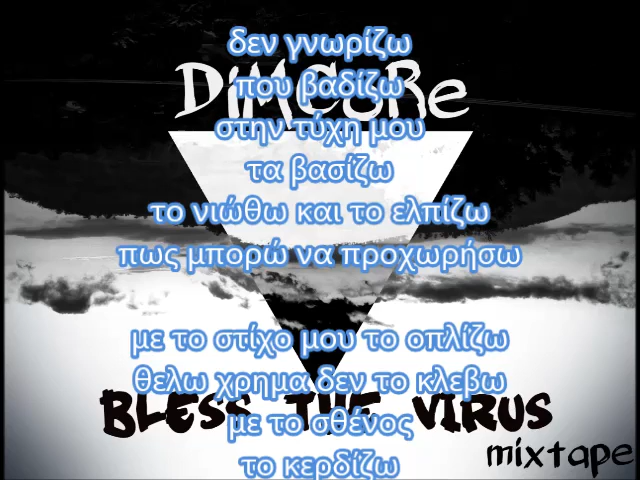 δεν γνωρίζω
DiMCoRe
που βαδίζω
στην τύχη μου
τα βασίζω
το νιώθω και το ελπίζω
πως μπορώ να προχωρήσω
με το στίχο μου το οπλίζω
θελω χρημα δεν το κλεβω
BLESS THE VIRUS
με το σθένος
mixtape
το κερδίζω